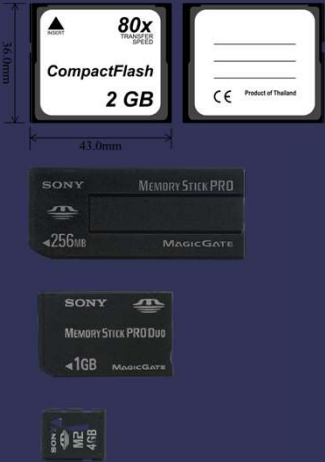 36.0mm
INSERT
80x
TRANSFER
SPEED
CompactFlash
2 GB
CE Product of Thailand
43.0mm
SONY MEMORY STICK PRO
256MB MAGICGATE
SONY
MEMORY STICK PRO DUO
1GB MAGICGATE
SONY
M2
4GB